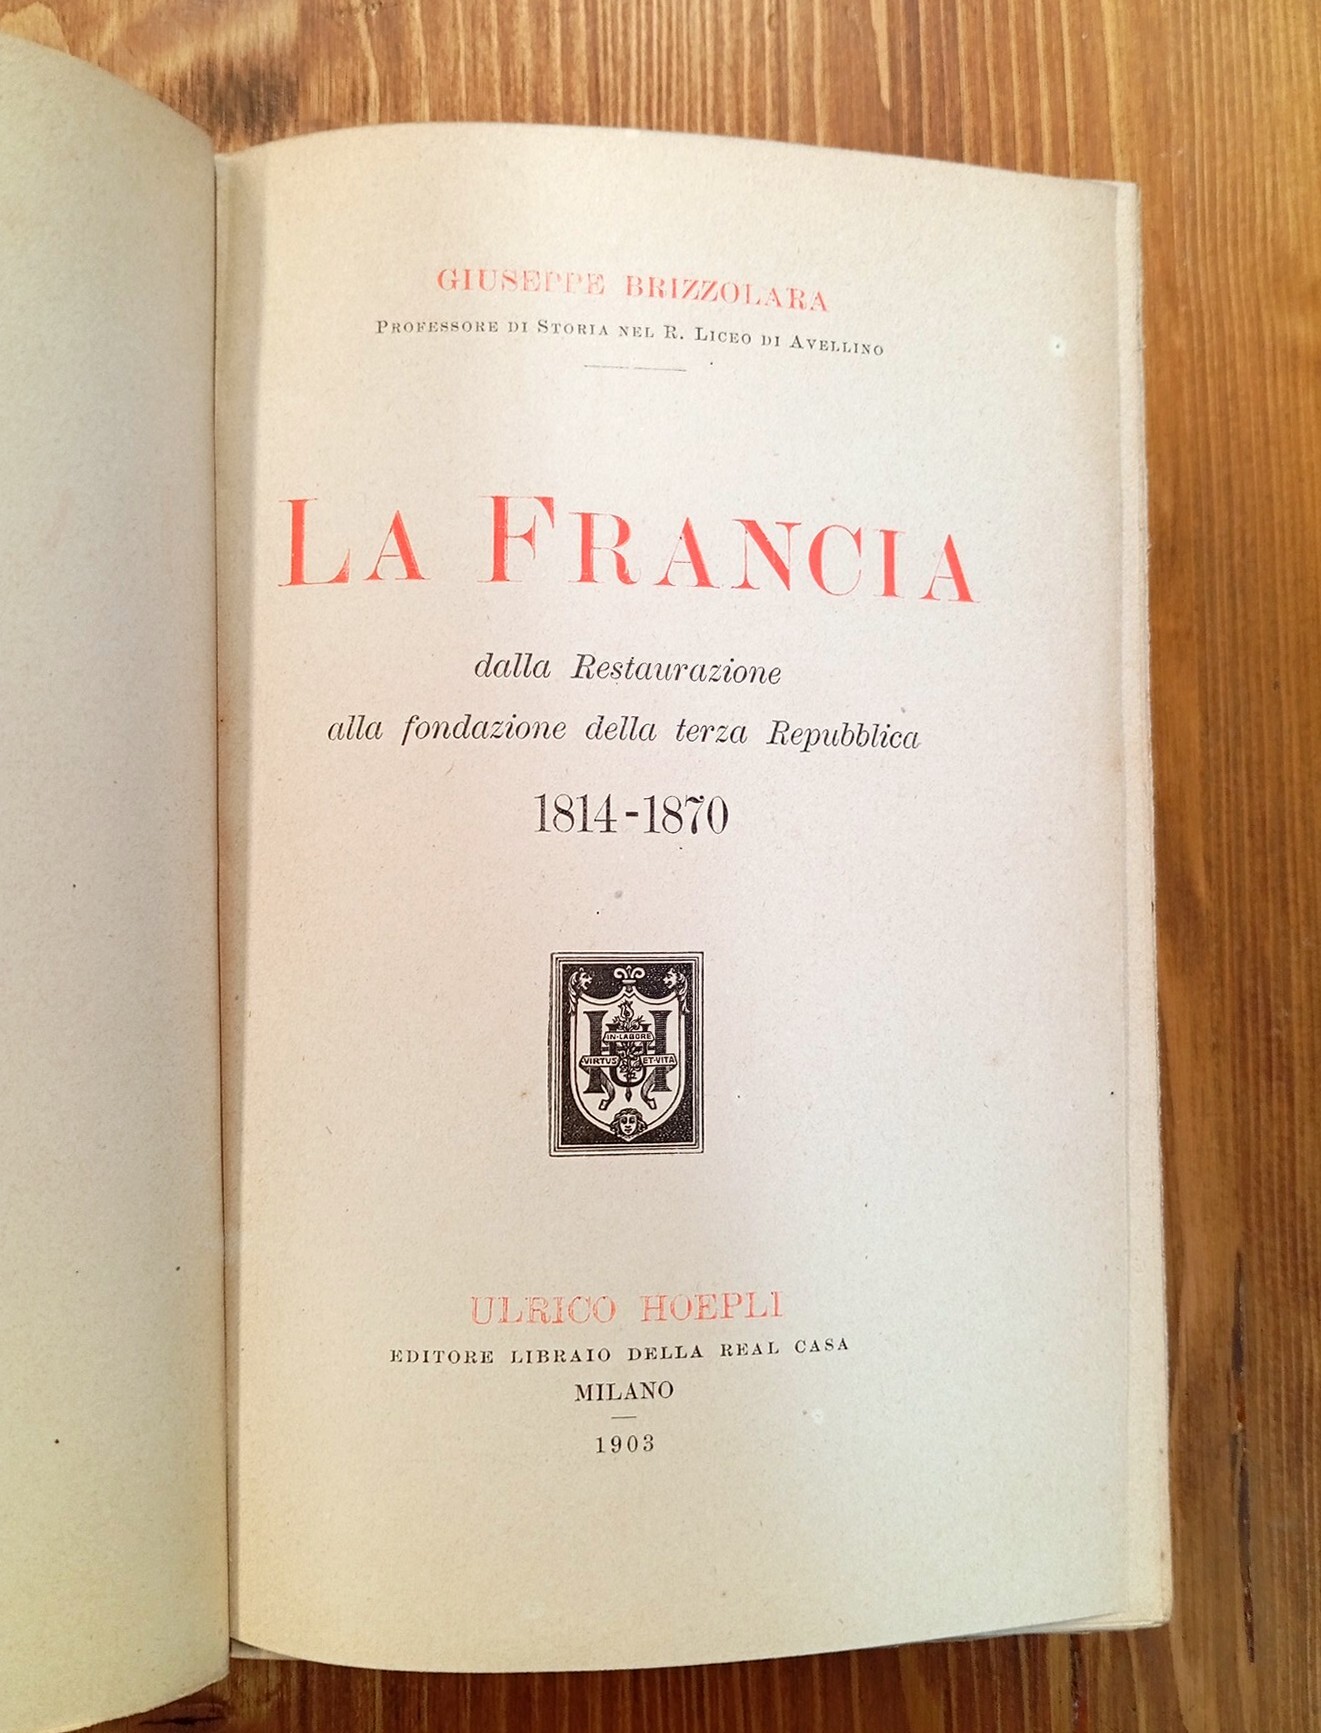 GIUSEPPE BRIZZOLARA
PROFESSORE DI STORIA NEL R. LICEO DI AVELLINO
LA FRANCIA
dalla Restaurazione
alla fondazione della terza Repubblica
1814-1870
IN·LABORE
VIRTVS ET·VITA
ULRICO HOEPLI
EDITORE LIBRAIO DELLA REAL CASA
MILANO
1903